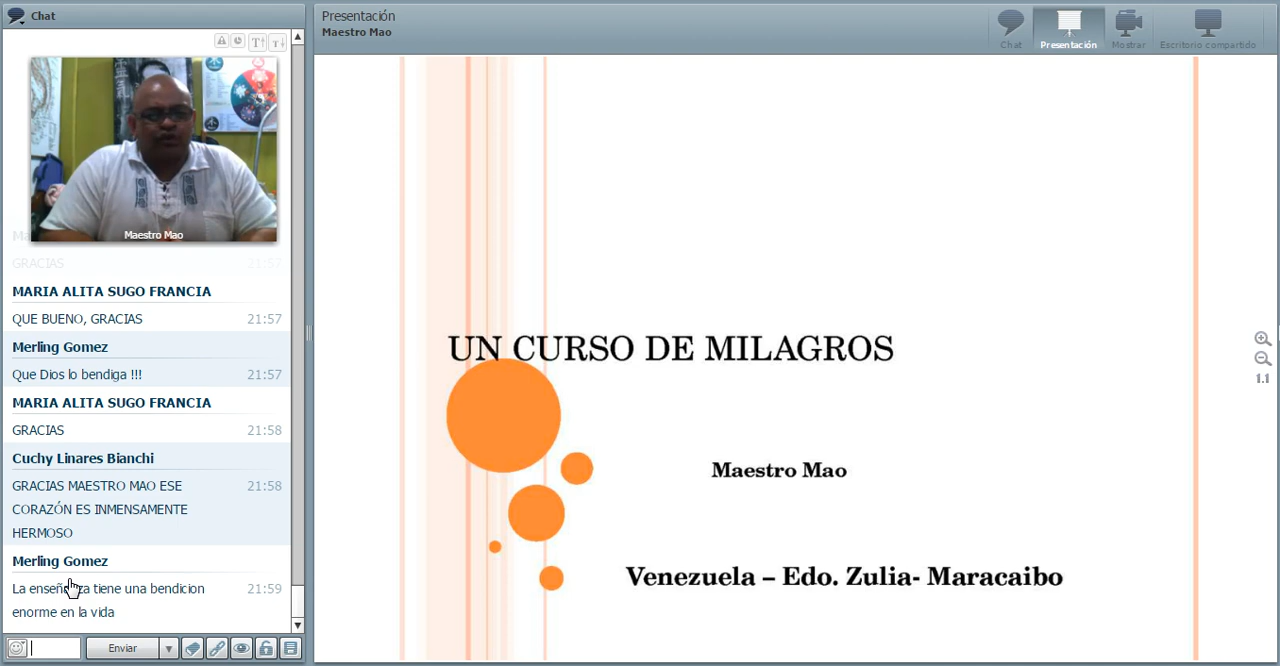 Chat
Maestro Mao
GRACIAS 21:57
MARIA ALITA SUGO FRANCIA
QUE BUENO, GRACIAS 21:57
Merling Gomez
Que Dios lo bendiga !!! 21:57
MARIA ALITA SUGO FRANCIA
GRACIAS 21:58
Cuchy Linares Bianchi
GRACIAS MAESTRO MAO ESE 21:58
CORAZÓN ES INMENSAMENTE
HERMOSO
Merling Gomez
La tiene una bendicion 21:59
enorme en la vida
Enviar
Presentación
Maestro Mao
Chat
Presentación
Mostrar
Escritorio compartido
UN CURSO DE MILAGROS
Maestro Mao
Venezuela – Edo. Zulia- Maracaibo
1.1